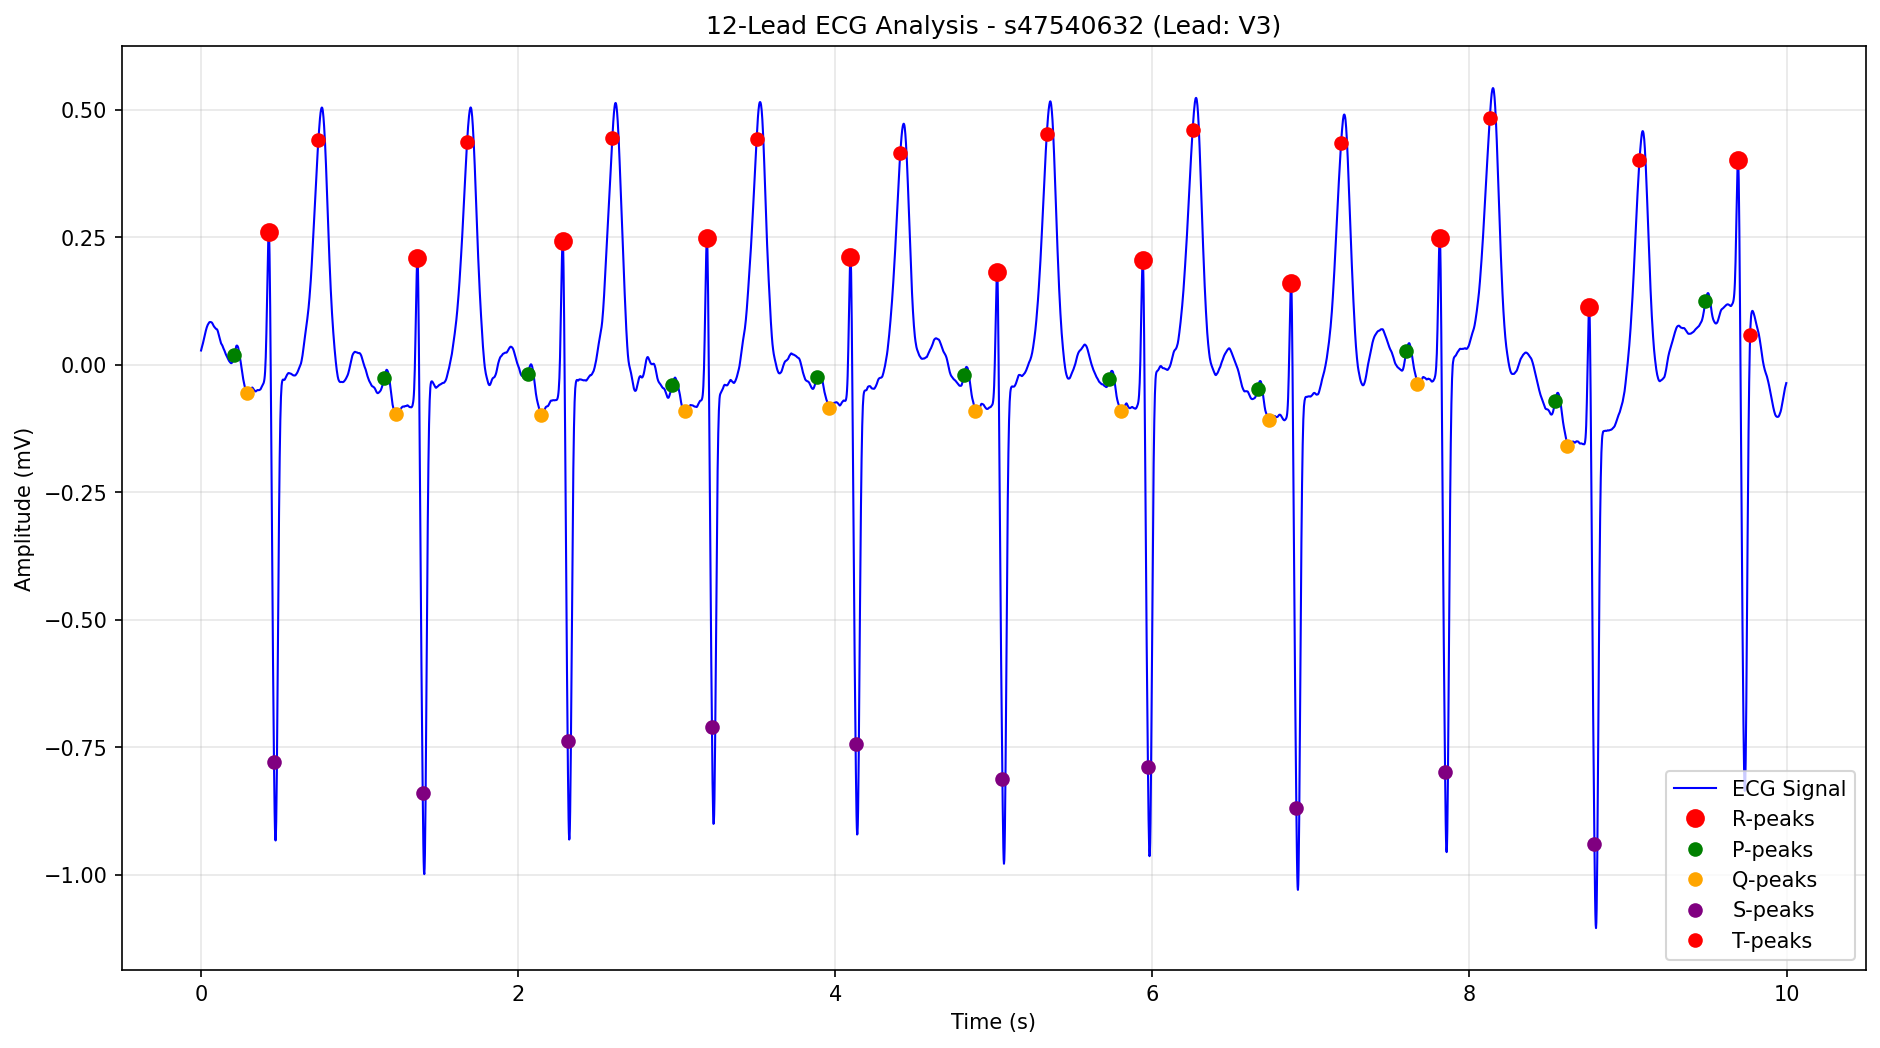 12-Lead ECG Analysis - s47540632 (Lead: V3)
Amplitude (mV)
0.50
0.25
0.00
−0.25
−0.50
−0.75
−1.00
0 2 4 6 8 10
Time (s)
ECG Signal
R-peaks
P-peaks
Q-peaks
S-peaks
T-peaks